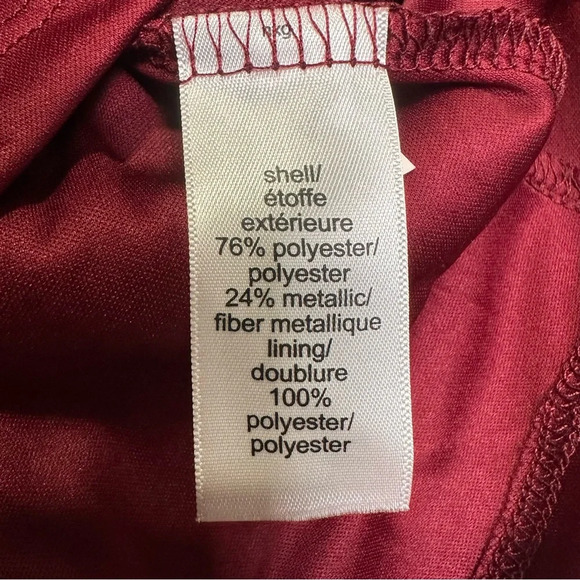 shell/
étoffe
extérieure
76% polyester/
polyester
24% metallic/
fiber metallique
lining/
doublure
100%
polyester/
polyester